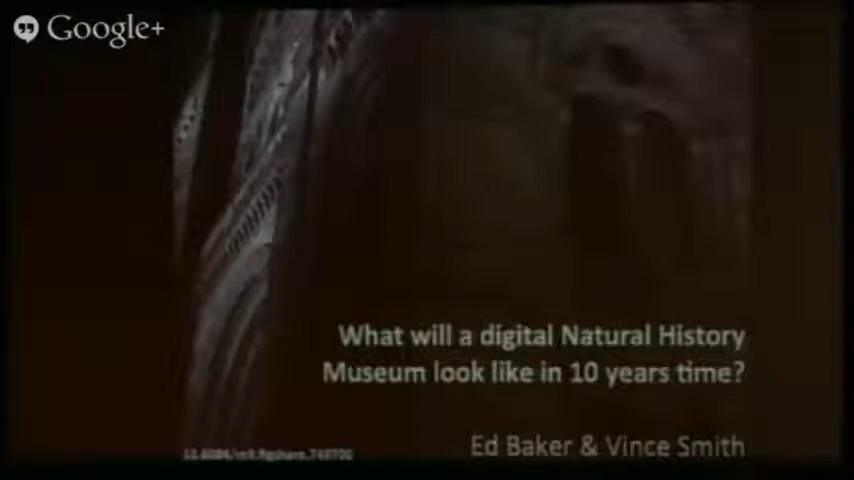 Google+
What will a digital Natural History
Museum look like in 10 years time?
Ed Baker & Vince Smith